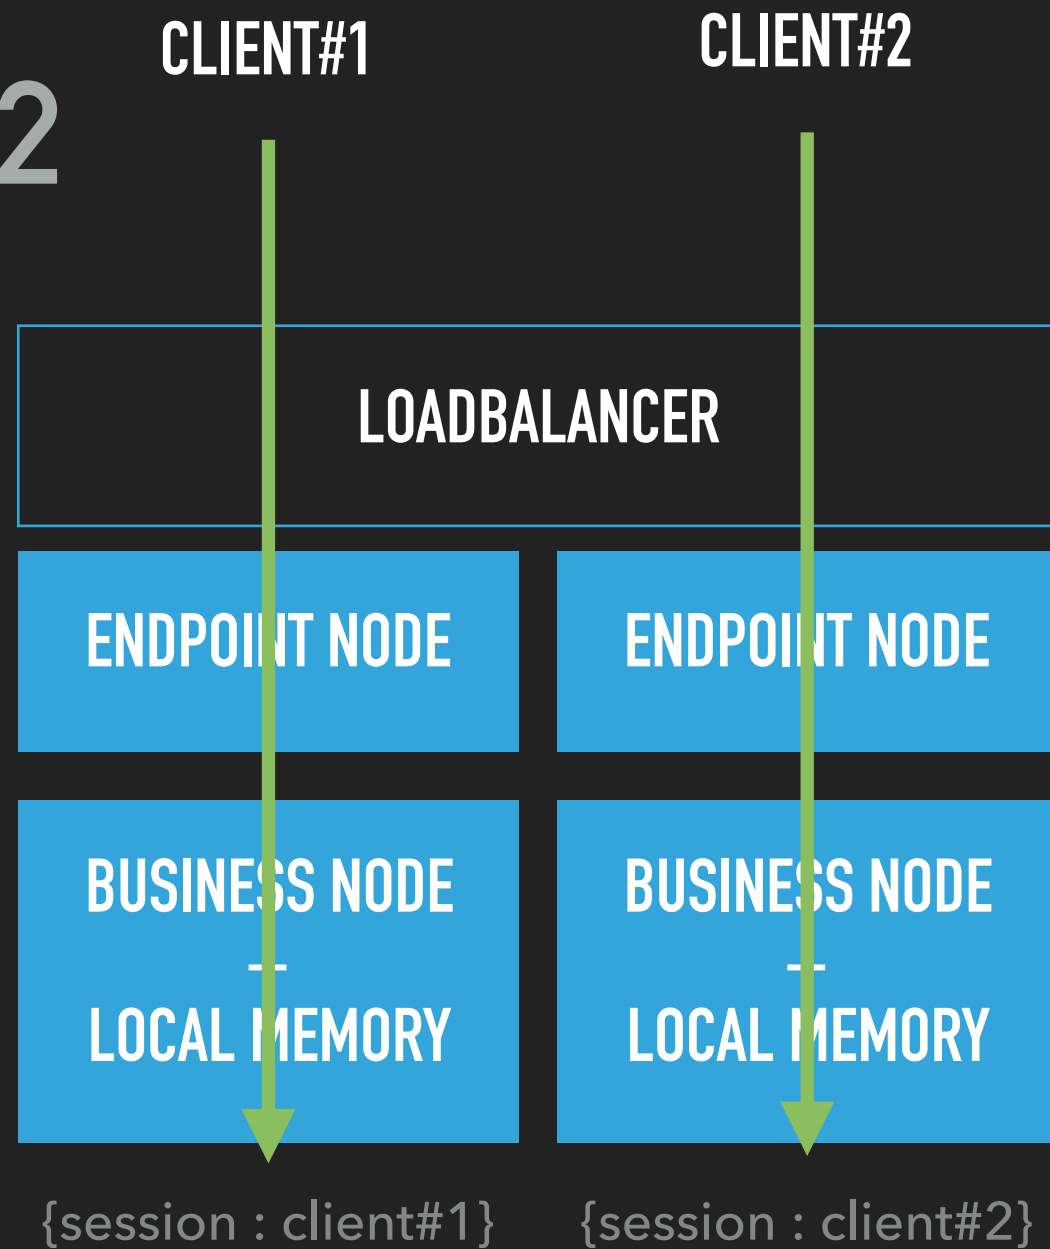 CLIENT#1
CLIENT#2
2
LOADBALANCER
ENDPOINT NODE
ENDPOINT NODE
BUSINESS NODE
+
LOCAL MEMORY
BUSINESS NODE
+
LOCAL MEMORY
{session : client#1}
{session : client#2}